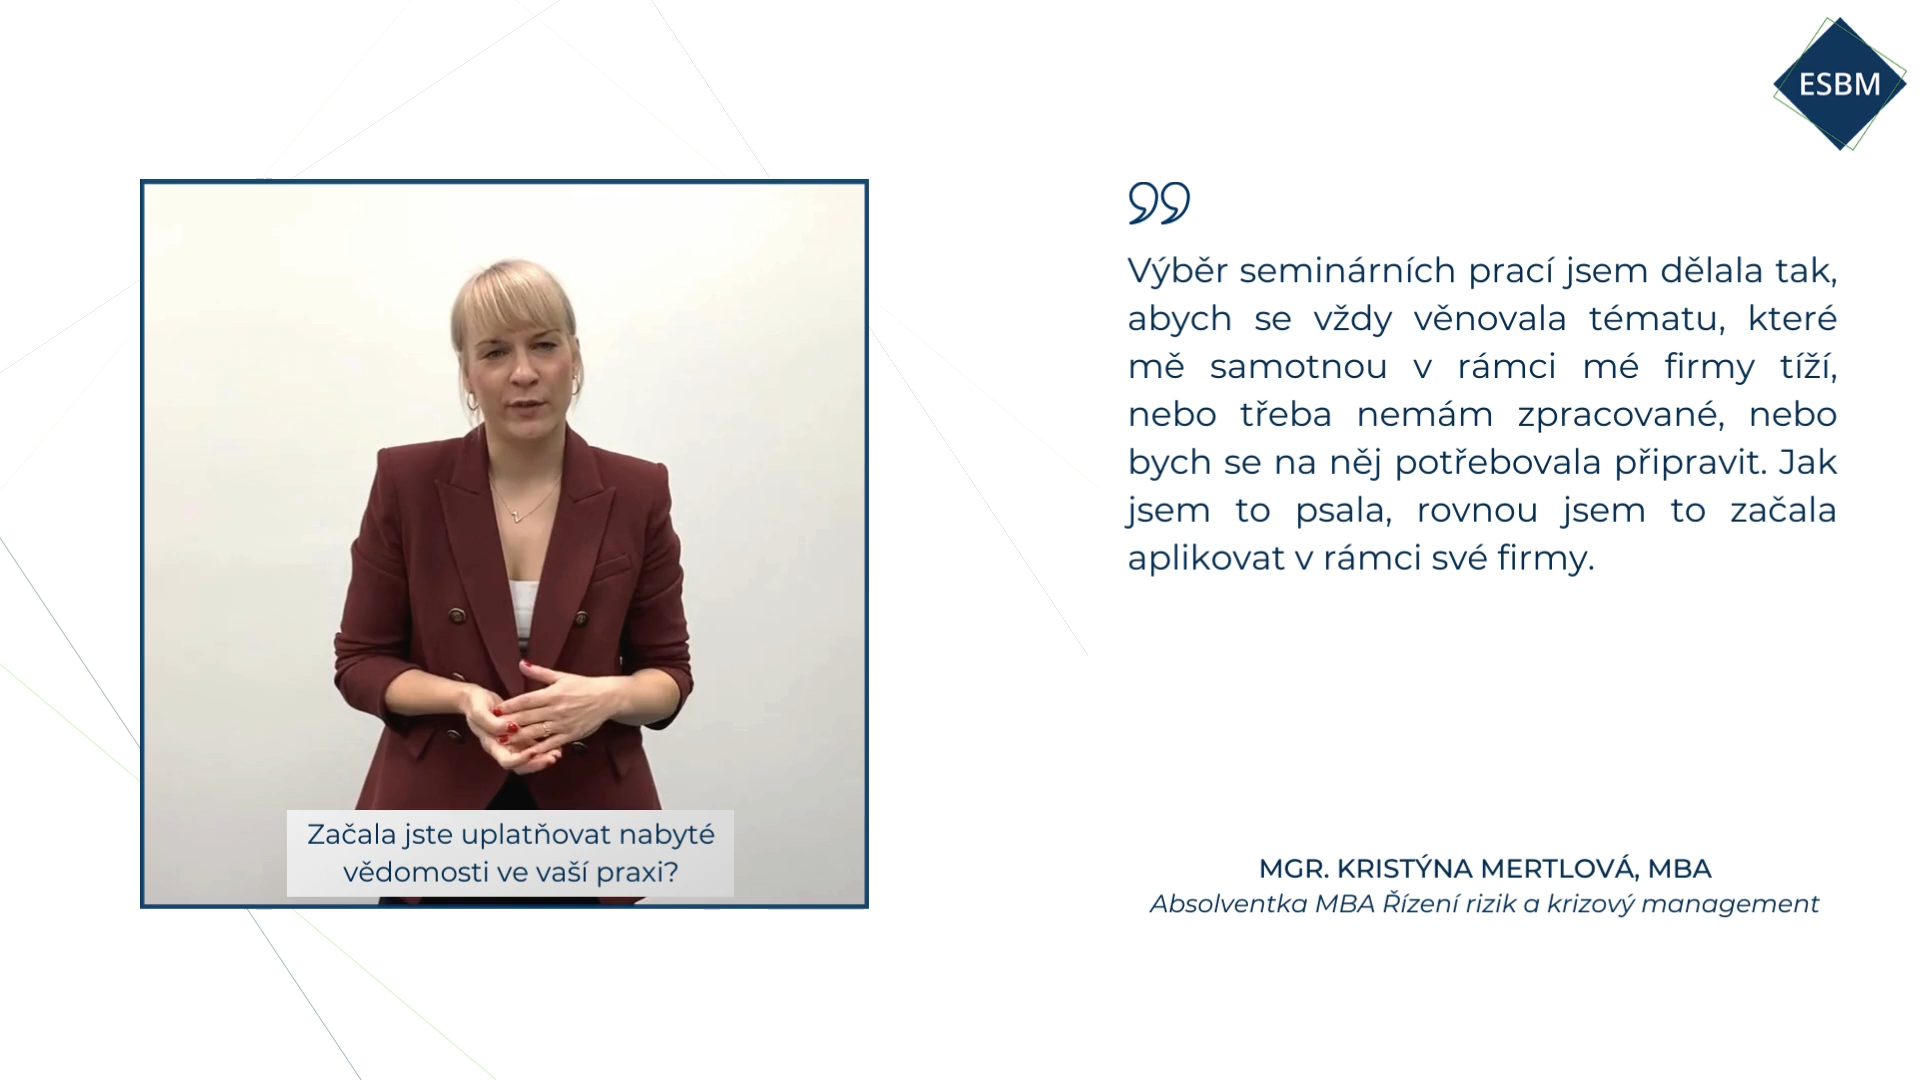 ESBM
Výběr seminárních prací jsem dělala tak,
abych se vždy věnovala tématu, které
mě samotnou v rámci mé firmy tíží,
nebo třeba nemám zpracované, nebo
bych se na něj potřebovala připravit. Jak
jsem to psala, rovnou jsem to začala
aplikovat v rámci své firmy.
Začala jste uplatňovat nabyté
vědomosti ve vaší praxi?
MGR. KRISTÝNA MERTLOVÁ, MBA
Absolventka MBA Řízení rizik a krizový management